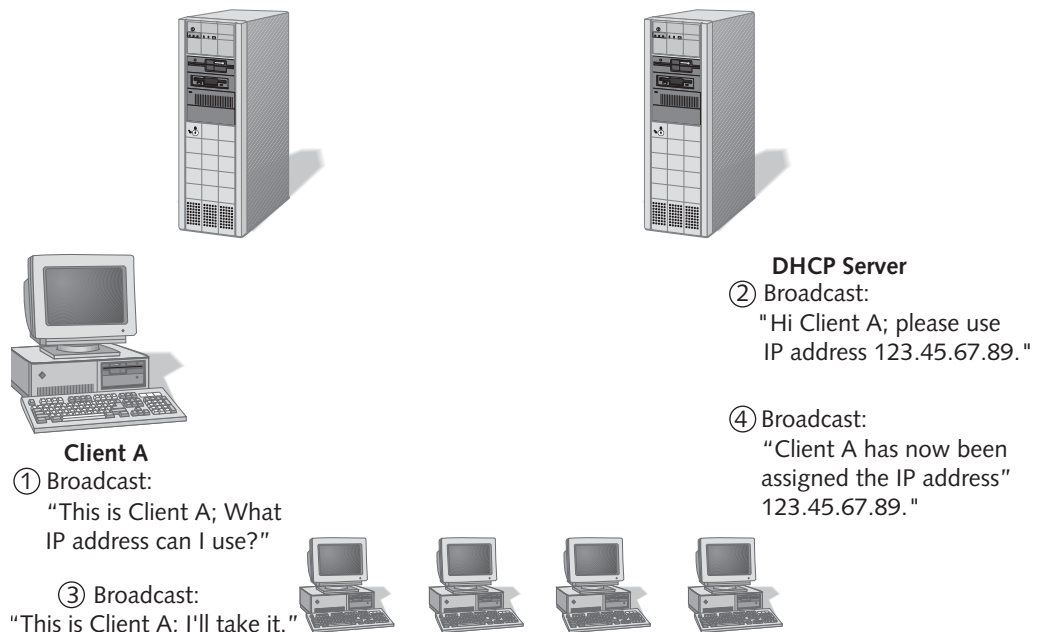 DHCP Server
② Broadcast:
"Hi Client A; please use
IP address 123.45.67.89."
④ Broadcast:
“Client A has now been
assigned the IP address”
123.45.67.89."
Client A
① Broadcast:
“This is Client A; What
IP address can I use?”
③ Broadcast:
“This is Client A; I'll take it.”